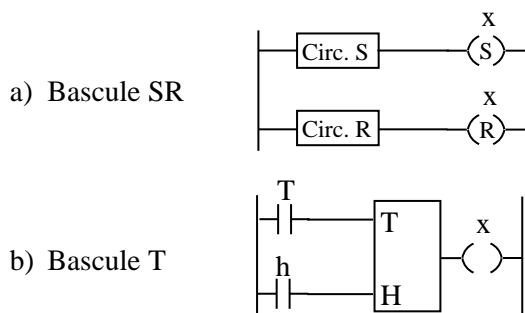 x
Circ. S (S)
a) Bascule SR
x
Circ. R (R)
T
T
x
b) Bascule T
h
H